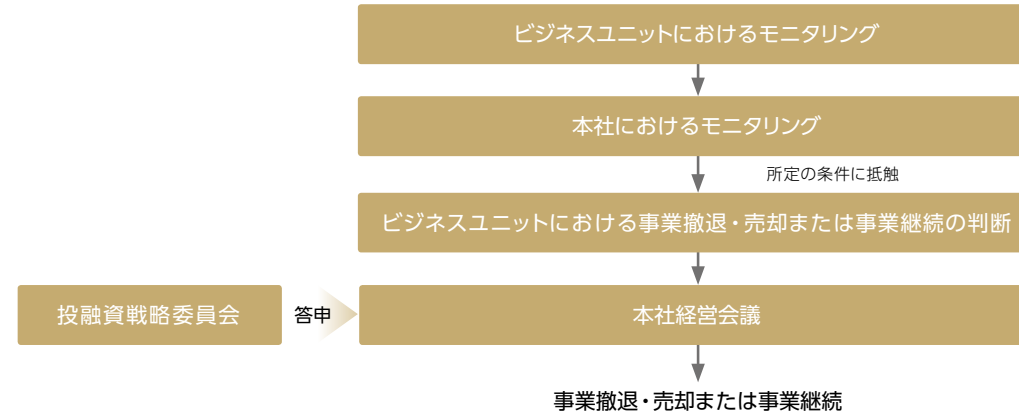 ビジネスユニットにおけるモニタリング
本社におけるモニタリング
所定の条件に抵触
ビジネスユニットにおける事業撤退・売却または事業継続の判断
投融資戦略委員会
答申
本社経営会議
事業撤退・売却または事業継続